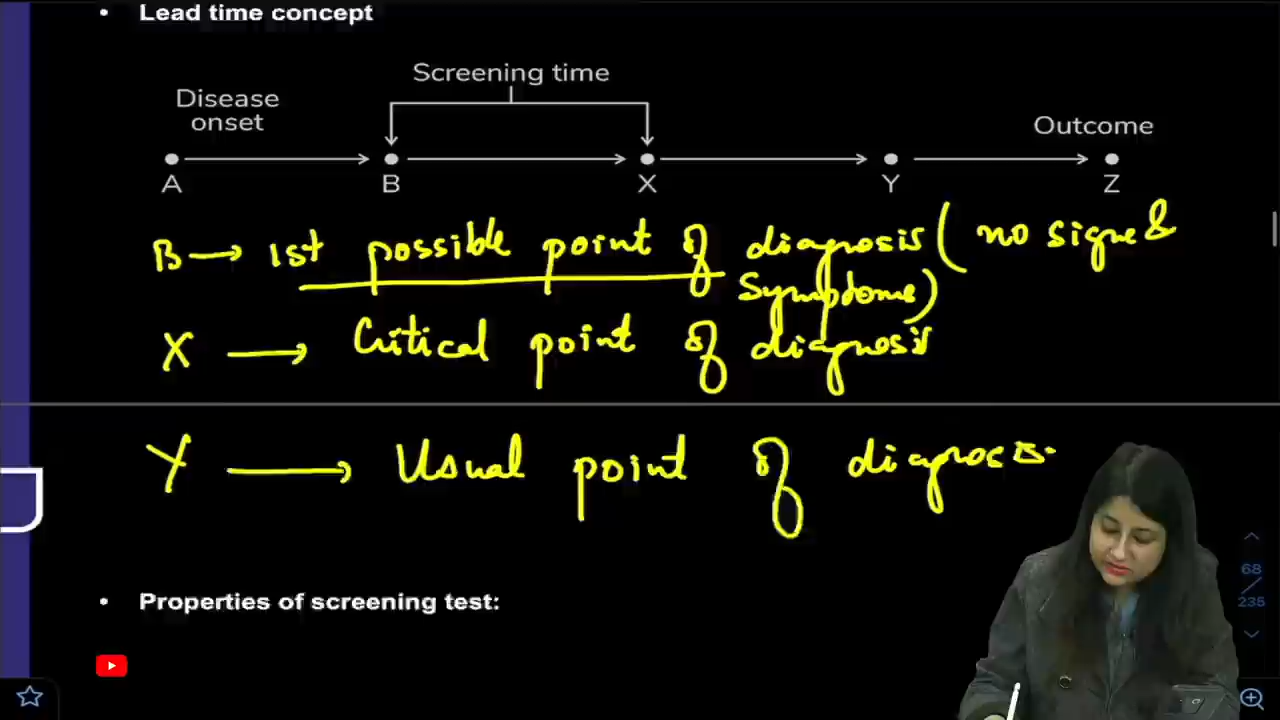 • Lead time concept
Screening time
Disease
onset
Outcome
A B X Y Z
B → 1st possible point of diagnosis (no signs &
symptoms)
X → Critical point of diagnosis
Y → Usual point of diagnosis
• Properties of screening test:
68
/
235